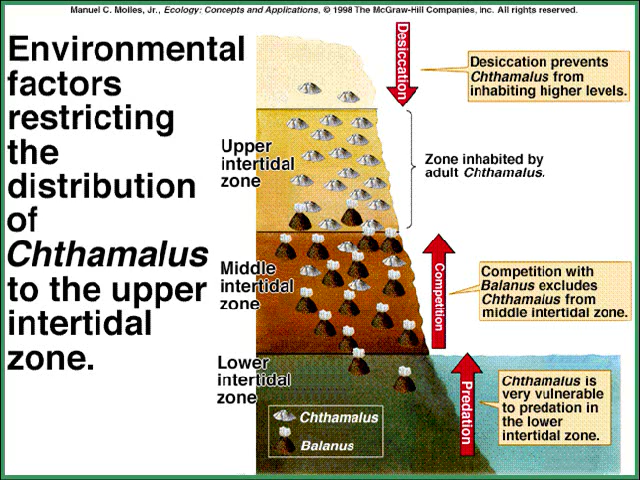 Manuel C. Molles, Jr., Ecology: Concepts and Applications, © 1998 The McGraw-Hill Companies, Inc. All rights reserved.
Environmental
factors
restricting
the
distribution
of
Chthamalus
to the upper
intertidal
zone.
Desiccation
Desiccation prevents
Chthamalus from
inhabiting higher levels.
Upper
intertidal
zone
Zone inhabited by
adult Chthamalus.
Middle
intertidal
zone
Competition
Competition with
Balanus excludes
Chthamalus from
middle intertidal zone.
Lower
intertidal
zone
Predation
Chthamalus is
very vulnerable
to predation in
the lower
intertidal zone.
Chthamalus
Balanus